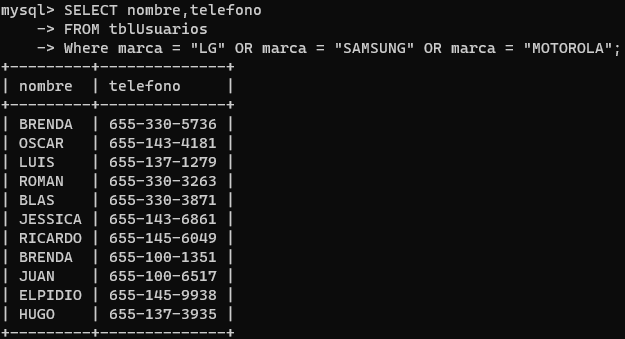 mysql> SELECT nombre,telefono
    -> FROM tblUsuarios
    -> Where marca = "LG" OR marca = "SAMSUNG" OR marca = "MOTOROLA";
+---------+--------------+
| nombre  | telefono     |
+---------+--------------+
| BRENDA  | 655-330-5736 |
| OSCAR   | 655-143-4181 |
| LUIS    | 655-137-1279 |
| ROMAN   | 655-330-3263 |
| BLAS    | 655-330-3871 |
| JESSICA | 655-143-6861 |
| RICARDO | 655-145-6049 |
| BRENDA  | 655-100-1351 |
| JUAN    | 655-100-6517 |
| ELPIDIO | 655-145-9938 |
| HUGO    | 655-137-3935 |
+---------+--------------+